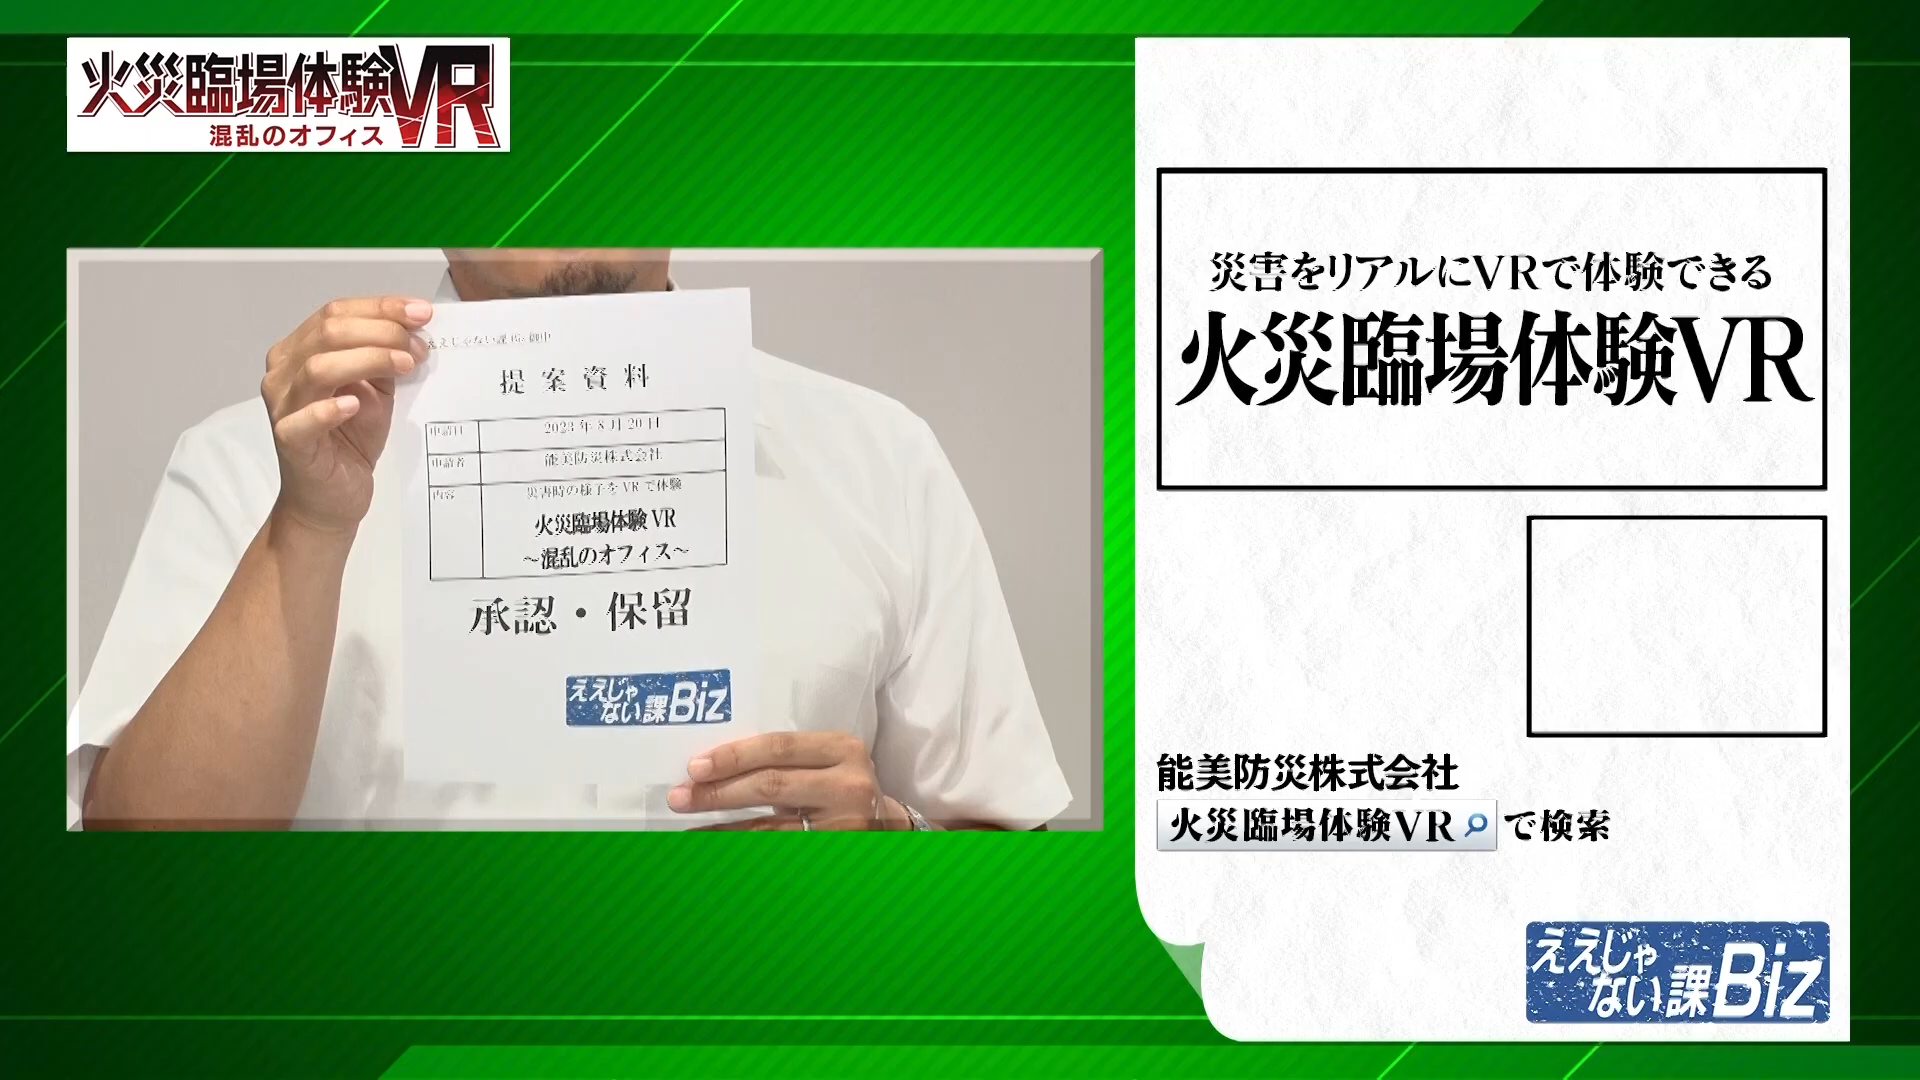 火災臨場体験VR
混乱のオフィス
ええじゃない課Biz御中
提案資料
申請日 2023年8月20日
申請者 能美防災株式会社
内容 災害時の様子をVRで体験
火災臨場体験VR
～混乱のオフィス～
承認・保留
ええじゃ
ない課Biz
災害をリアルにVRで体験できる
火災臨場体験VR
能美防災株式会社
火災臨場体験VR で検索
ええじゃ
ない課Biz